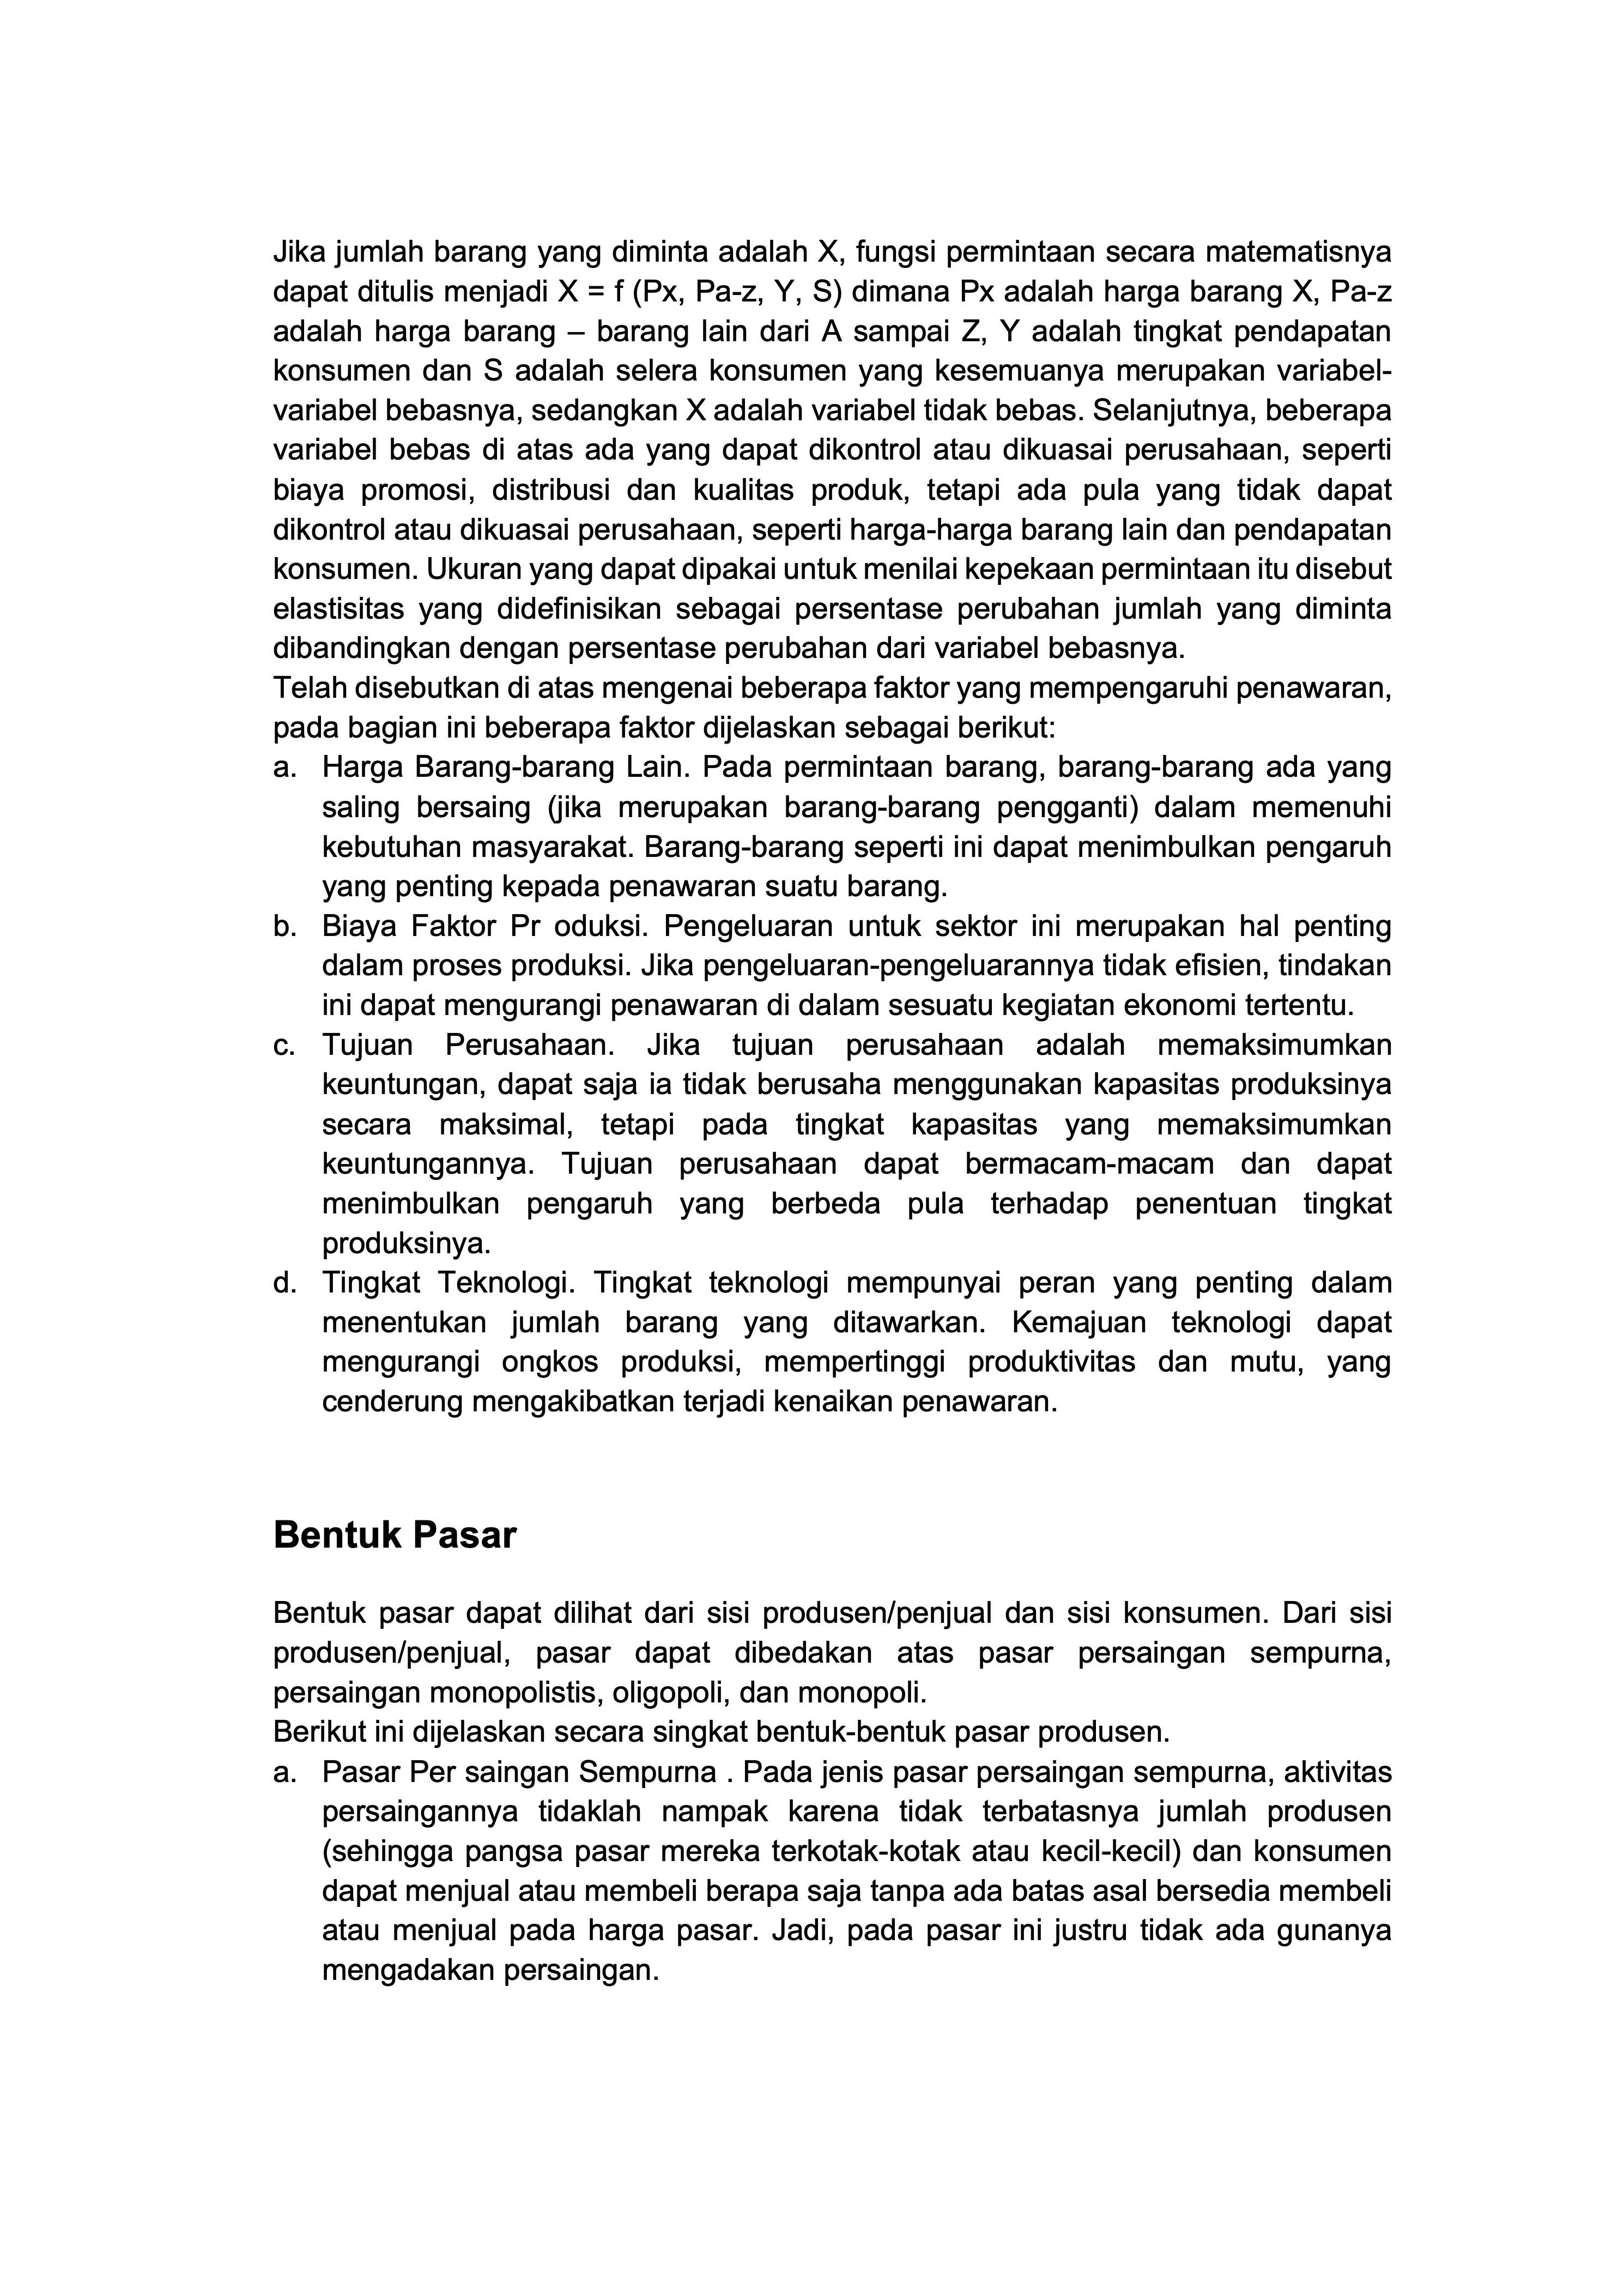 Jika jumlah barang yang diminta adalah X, fungsi permintaan secara matematisnya
dapat ditulis menjadi X = f (Px, Pa-z, Y, S) dimana Px adalah harga barang X, Pa-z
adalah harga barang – barang lain dari A sampai Z, Y adalah tingkat pendapatan
konsumen dan S adalah selera konsumen yang kesemuanya merupakan variabel-
variabel bebasnya, sedangkan X adalah variabel tidak bebas. Selanjutnya, beberapa
variabel bebas di atas ada yang dapat dikontrol atau dikuasai perusahaan, seperti
biaya promosi, distribusi dan kualitas produk, tetapi ada pula yang tidak dapat
dikontrol atau dikuasai perusahaan, seperti harga-harga barang lain dan pendapatan
konsumen. Ukuran yang dapat dipakai untuk menilai kepekaan permintaan itu disebut
elastisitas yang didefinisikan sebagai persentase perubahan jumlah yang diminta
dibandingkan dengan persentase perubahan dari variabel bebasnya.
Telah disebutkan di atas mengenai beberapa faktor yang mempengaruhi penawaran,
pada bagian ini beberapa faktor dijelaskan sebagai berikut:
a. Harga Barang-barang Lain. Pada permintaan barang, barang-barang ada yang
saling bersaing (jika merupakan barang-barang pengganti) dalam memenuhi
kebutuhan masyarakat. Barang-barang seperti ini dapat menimbulkan pengaruh
yang penting kepada penawaran suatu barang.
b. Biaya Faktor Pr oduksi. Pengeluaran untuk sektor ini merupakan hal penting
dalam proses produksi. Jika pengeluaran-pengeluarannya tidak efisien, tindakan
ini dapat mengurangi penawaran di dalam sesuatu kegiatan ekonomi tertentu.
c. Tujuan Perusahaan. Jika tujuan perusahaan adalah memaksimumkan
keuntungan, dapat saja ia tidak berusaha menggunakan kapasitas produksinya
secara maksimal, tetapi pada tingkat kapasitas yang memaksimumkan
keuntungannya. Tujuan perusahaan dapat bermacam-macam dan dapat
menimbulkan pengaruh yang berbeda pula terhadap penentuan tingkat
produksinya.
d. Tingkat Teknologi. Tingkat teknologi mempunyai peran yang penting dalam
menentukan jumlah barang yang ditawarkan. Kemajuan teknologi dapat
mengurangi ongkos produksi, mempertinggi produktivitas dan mutu, yang
cenderung mengakibatkan terjadi kenaikan penawaran.
Bentuk Pasar
Bentuk pasar dapat dilihat dari sisi produsen/penjual dan sisi konsumen. Dari sisi
produsen/penjual, pasar dapat dibedakan atas pasar persaingan sempurna,
persaingan monopolistis, oligopoli, dan monopoli.
Berikut ini dijelaskan secara singkat bentuk-bentuk pasar produsen.
a. Pasar Per saingan Sempurna . Pada jenis pasar persaingan sempurna, aktivitas
persaingannya tidaklah nampak karena tidak terbatasnya jumlah produsen
(sehingga pangsa pasar mereka terkotak-kotak atau kecil-kecil) dan konsumen
dapat menjual atau membeli berapa saja tanpa ada batas asal bersedia membeli
atau menjual pada harga pasar. Jadi, pada pasar ini justru tidak ada gunanya
mengadakan persaingan.